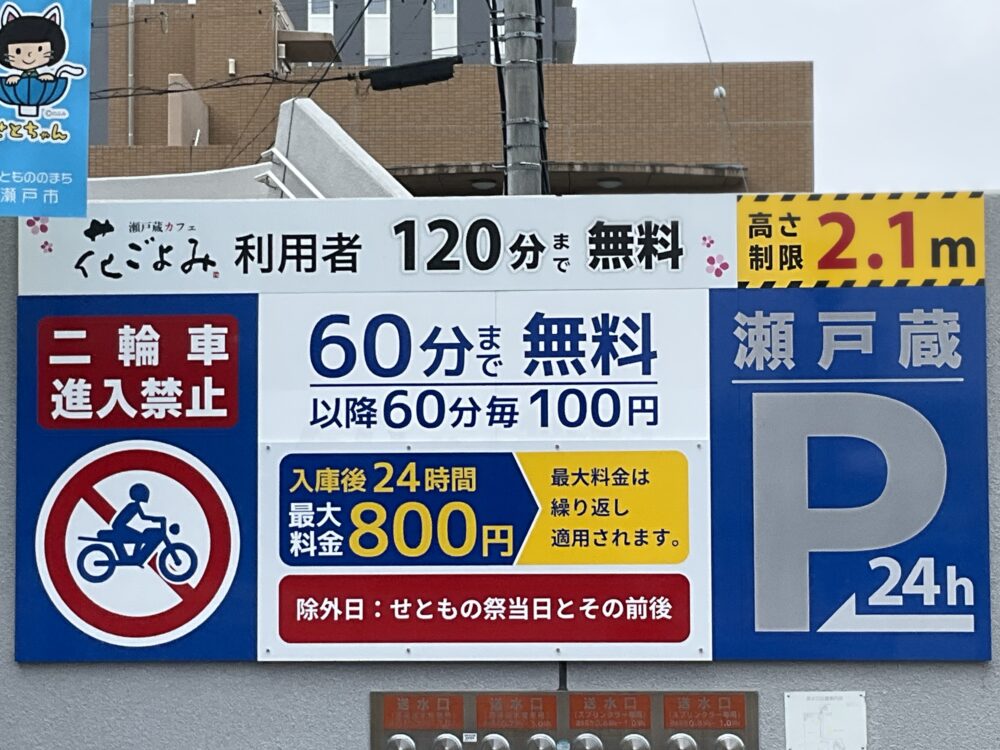 せとちゃん
せともののまち
瀬戸市
瀬戸蔵カフェ
花ごよみ 利用者 120分まで 無料
高さ制限 2.1m
二輪車
進入禁止
60分まで 無料
以降60分毎 100円
入庫後24時間
最大料金 800円
最大料金は
繰り返し
適用されます。
除外日：せともの祭当日とその前後
瀬戸蔵
P
24h
送水口 送水口 送水口 送水口